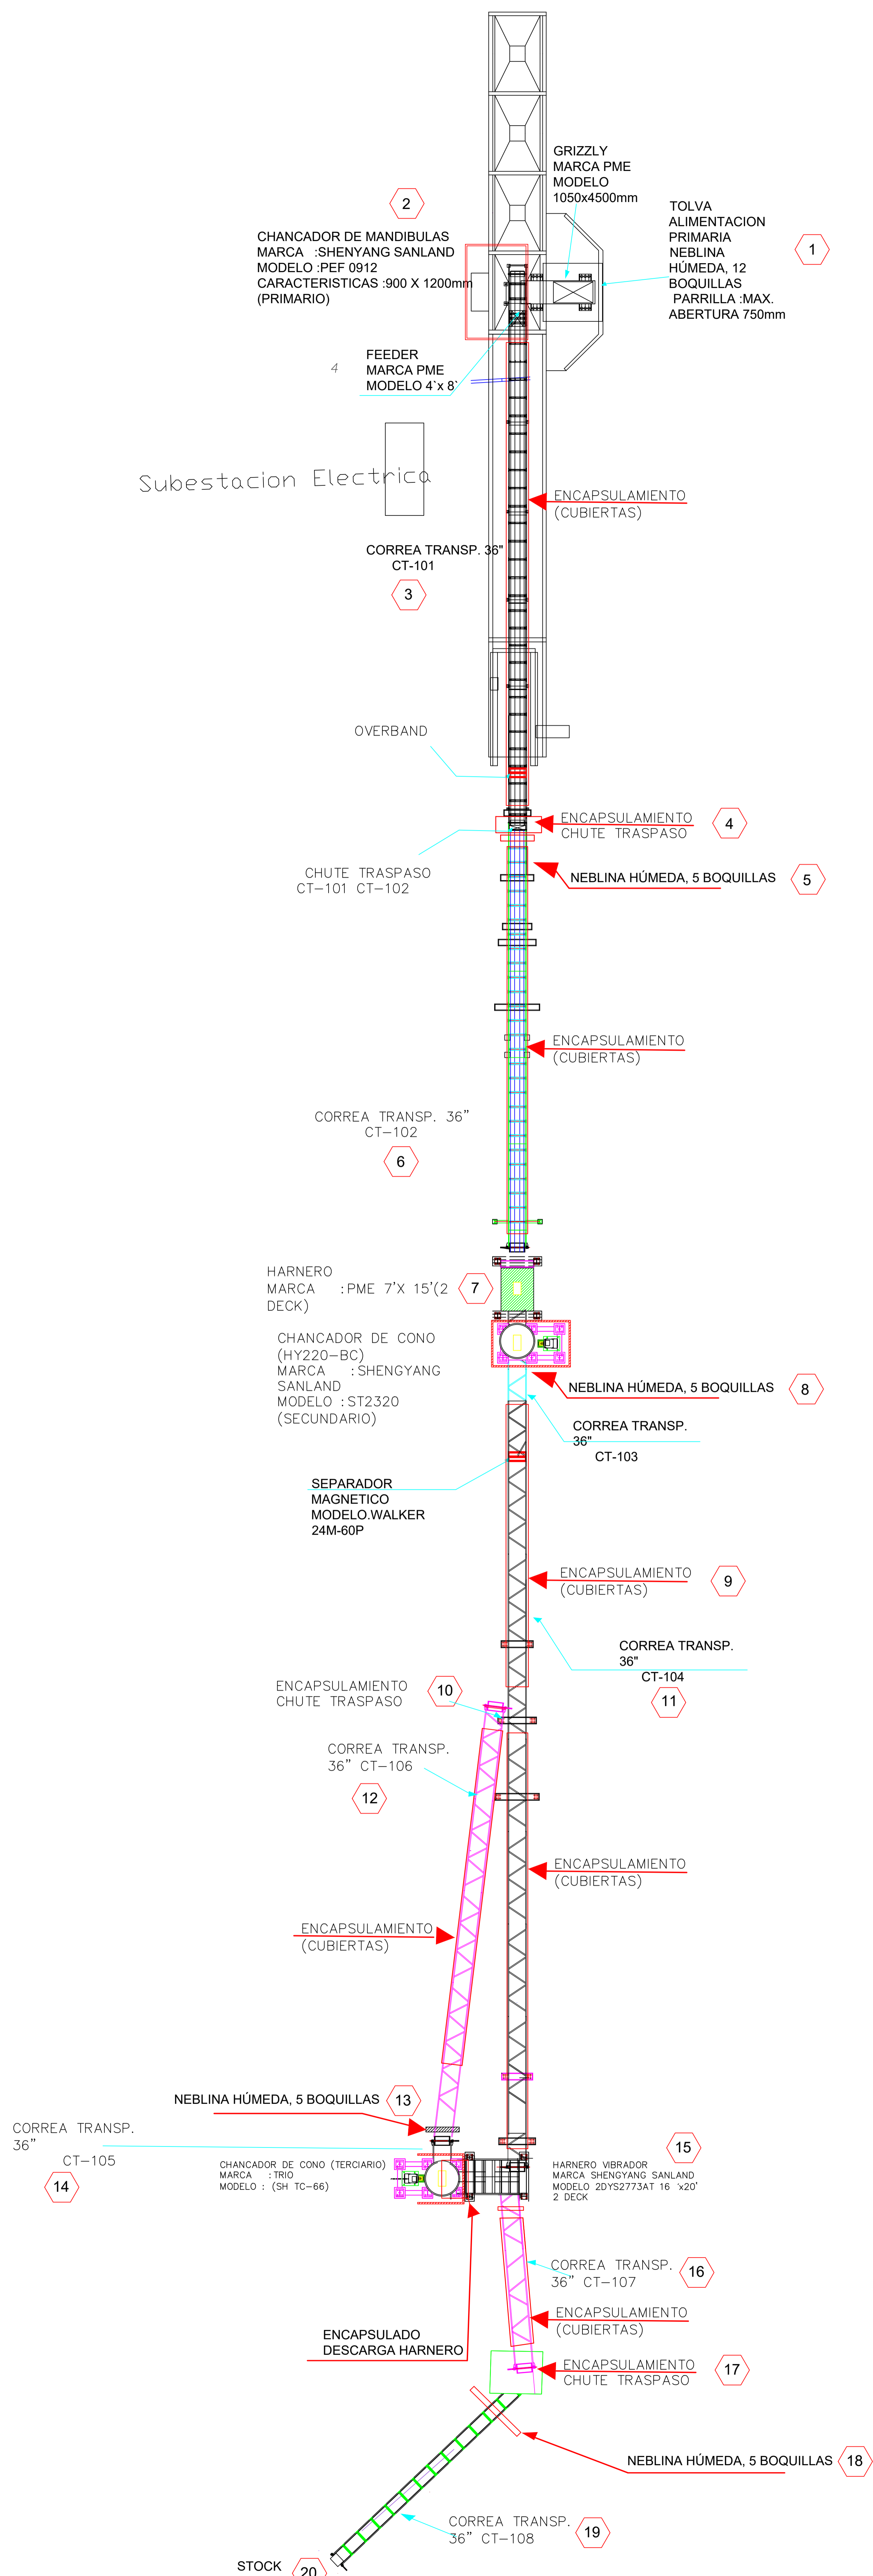 GRIZZLY
MARCA PME
MODELO
1050x4500mm
TOLVA
ALIMENTACION
PRIMARIA
NEBLINA
HÚMEDA, 12
BOQUILLAS
PARRILLA :MAX.
ABERTURA 750mm
1
2
CHANCADOR DE MANDIBULAS
MARCA :SHENYANG SANLAND
MODELO :PEF 0912
CARACTERISTICAS :900 X 1200mm
(PRIMARIO)
FEEDER
MARCA PME
MODELO 4`x 8`
4
Subestacion Electrica
ENCAPSULAMIENTO
(CUBIERTAS)
CORREA TRANSP. 36"
CT-101
3
OVERBAND
ENCAPSULAMIENTO
CHUTE TRASPASO
4
CHUTE TRASPASO
CT-101 CT-102
NEBLINA HÚMEDA, 5 BOQUILLAS
5
ENCAPSULAMIENTO
(CUBIERTAS)
CORREA TRANSP. 36"
CT-102
6
HARNERO
MARCA :PME 7'X 15'(2
DECK)
7
CHANCADOR DE CONO
(HY220-BC)
MARCA :SHENGYANG
SANLAND
MODELO :ST2320
(SECUNDARIO)
NEBLINA HÚMEDA, 5 BOQUILLAS
8
CORREA TRANSP.
36"
CT-103
SEPARADOR
MAGNETICO
MODELO.WALKER
24M-60P
ENCAPSULAMIENTO
(CUBIERTAS)
9
CORREA TRANSP.
36"
CT-104
11
ENCAPSULAMIENTO
CHUTE TRASPASO
10
CORREA TRANSP.
36" CT-106
12
ENCAPSULAMIENTO
(CUBIERTAS)
ENCAPSULAMIENTO
(CUBIERTAS)
NEBLINA HÚMEDA, 5 BOQUILLAS
13
CORREA TRANSP.
36"
CT-105
14
CHANCADOR DE CONO (TERCIARIO)
MARCA :TRIO
MODELO : (SH TC-66)
15
HARNERO VIBRADOR
MARCA SHENGYANG SANLAND
MODELO 2DYS2773AT 16 'x20'
2 DECK
CORREA TRANSP.
36" CT-107
16
ENCAPSULAMIENTO
(CUBIERTAS)
ENCAPSULADO
DESCARGA HARNERO
ENCAPSULAMIENTO
CHUTE TRASPASO
17
NEBLINA HÚMEDA, 5 BOQUILLAS
18
CORREA TRANSP.
36" CT-108
19
STOCK
20